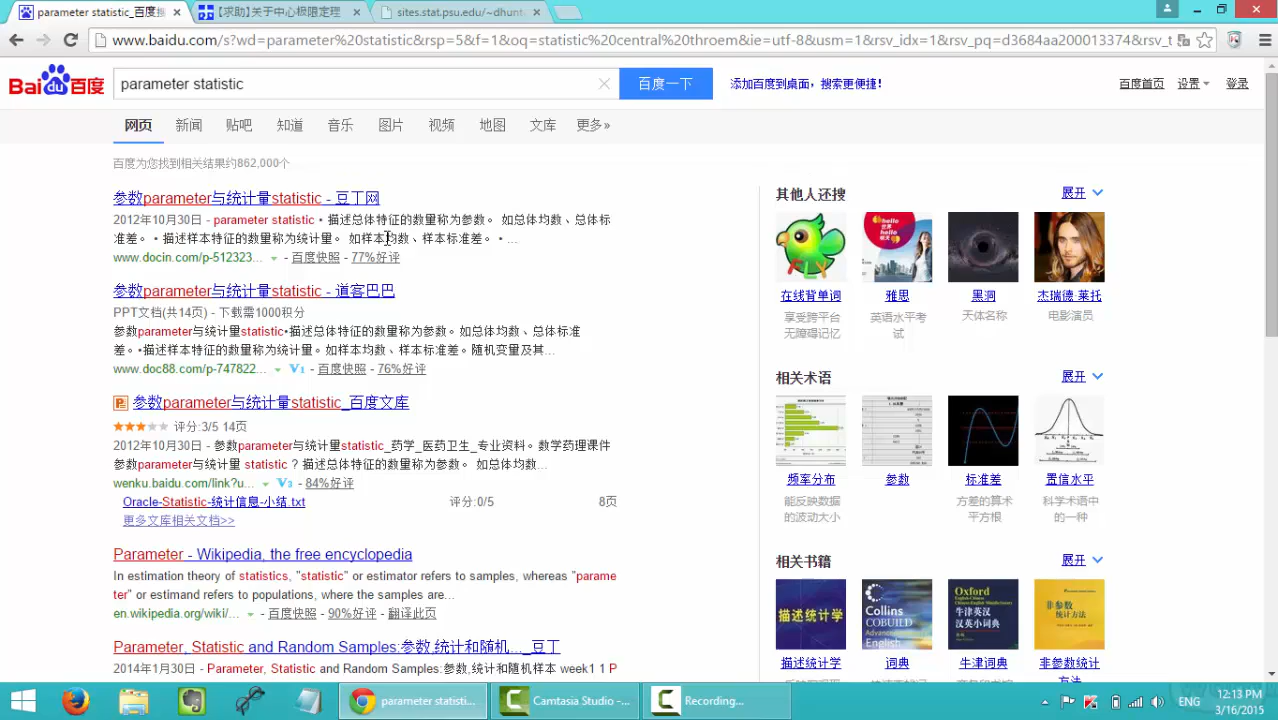 parameter statistic_百度搜
【求助】关于中心极限定理
sites.stat.psu.edu/~dhunt
www.baidu.com/s?wd=parameter%20statistic&rsp=5&f=1&oq=statistic%20central%20throem&ie=utf-8&usm=1&rsv_idx=1&rsv_pq=d3684aa200013374&rsv_t
Bai du 百度
parameter statistic
百度一下
添加百度到桌面，搜索更便捷！
百度首页 设置 登录
网页 新闻 贴吧 知道 音乐 图片 视频 地图 文库 更多»
百度为您找到相关结果约862,000个
参数parameter与统计量statistic - 豆丁网
2012年10月30日 - parameter statistic • 描述总体特征的数量称为参数。 如总体均数、总体标
准差。 • 描述样本特征的数量称为统计量。 如样本均数、样本标准差。 • ...
www.docin.com/p-512323... - 百度快照 - 77%好评
参数parameter与统计量statistic - 道客巴巴
PPT文档(共14页) - 下载需1000积分
参数parameter与统计量statistic•描述总体特征的数量称为参数。如总体均数、总体标准
差。•描述样本特征的数量称为统计量。如样本均数、样本标准差。随机变量及其...
www.doc88.com/p-747822... V1 - 百度快照 - 76%好评
参数parameter与统计量statistic_百度文库
评分:3/5 14页
2012年10月30日 - 参数parameter与统计量statistic_医学_医药卫生_专业资料。数学药理课件
参数parameter与统计量 statistic ? 描述总体特征的数量称为参数。 如总体均数...
wenku.baidu.com/link?u... V3 - 84%好评
Oracle-Statistic-统计信息-小结.txt 评分:0/5 8页
更多文库相关文档>>
Parameter - Wikipedia, the free encyclopedia
In estimation theory of statistics, "statistic" or estimator refers to samples, whereas "parame
ter" or estimand refers to populations, where the samples are...
en.wikipedia.org/wiki/... - 百度快照 - 90%好评 - 翻译此页
Parameter, Statistic and Random Samples.参数,统计和随机..._豆丁
2014年1月30日 - Parameter, Statistic and Random Samples.参数,统计和随机样本 week1 1 P
其他人还搜 展开
FLY
hello 世界
hello 明天
在线背单词 雅思 黑洞 杰瑞德·莱托
享受跨平台
无障碍记忆
英语水平考
试
天体名称
电影演员
相关术语 展开
频率分布 参数 标准差 置信水平
能反映数据
的波动大小
方差的算术
平方根
科学术语中
的一种
相关书籍 展开
描述统计学
Collins
COBUILD
Advanced
English
Oxford
牛津英汉
汉英小词典
非参数
统计方法
描述统计学 词典 牛津词典 非参数统计
方法
parameter statisti...
Camtasia Studio -...
Recording...
ENG
12:13 PM
3/16/2015